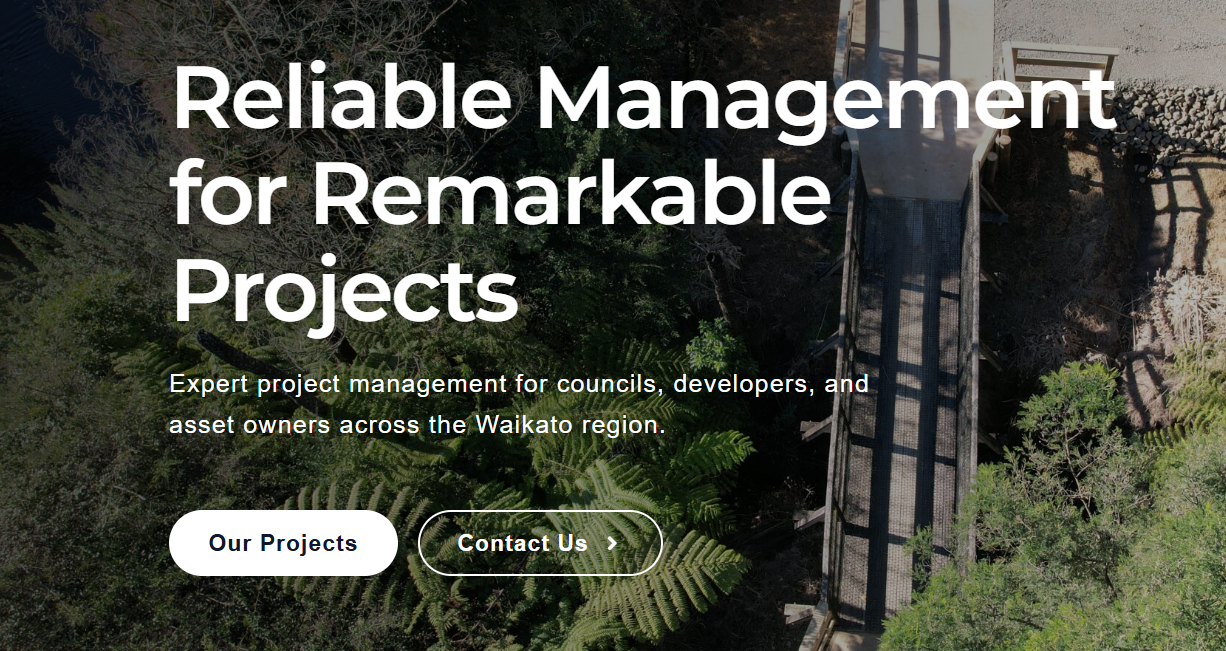 Reliable Management
for Remarkable
Projects
Expert project management for councils, developers, and
asset owners across the Waikato region.
Our Projects
Contact Us